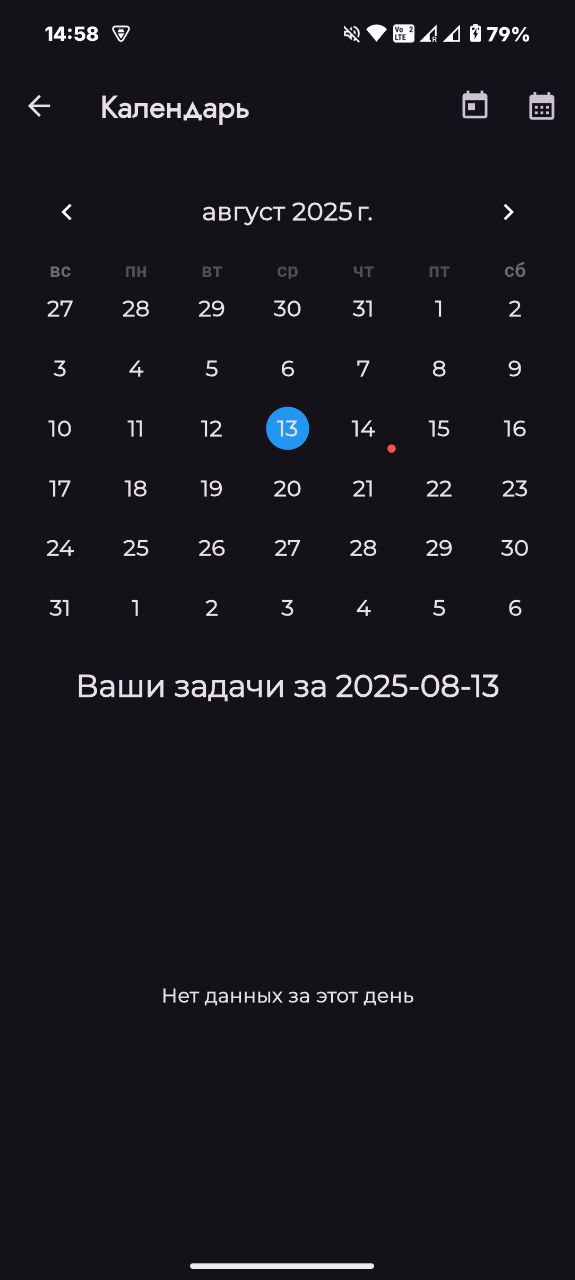 14:58 Vo 2 LTE R 79%
Календарь
август 2025 г.
вс пн вт ср чт пт сб
27 28 29 30 31 1 2
3 4 5 6 7 8 9
10 11 12 13 14 15 16
17 18 19 20 21 22 23
24 25 26 27 28 29 30
31 1 2 3 4 5 6
Ваши задачи за 2025-08-13
Нет данных за этот день